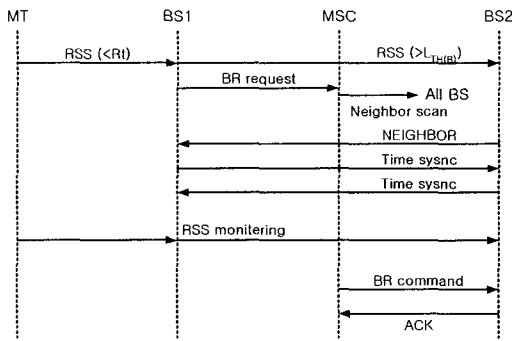 MT BS1 MSC BS2
RSS (<Rt) RSS (>L_TH(B))
BR request
All BS
Neighbor scan
NEIGHBOR
Time sysnc
Time sysnc
RSS monitering
BR command
ACK